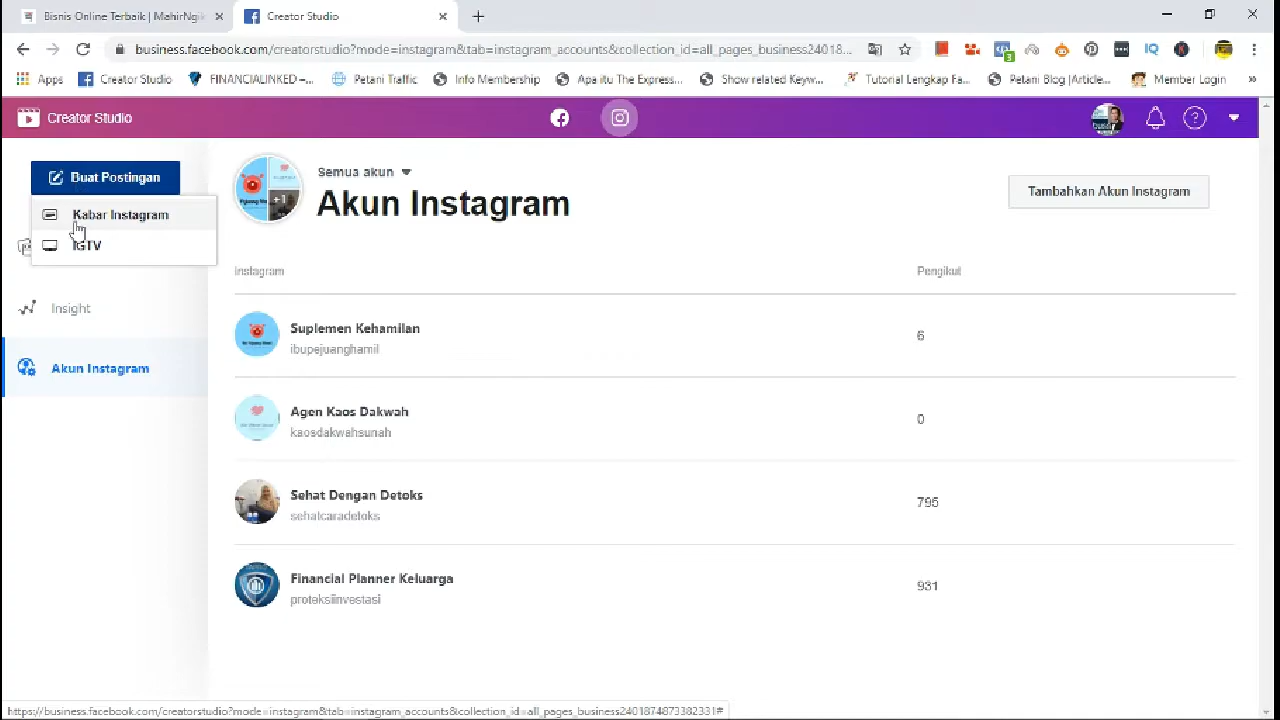 Bisnis Online Terbaik | MahirNgi
Creator Studio
business.facebook.com/creatorstudio?mode=instagram&tab=instagram_accounts&collection_id=all_pages_business24018...
3
Apps
Creator Studio
FINANCIALINKED –...
Petani Traffic
Info Membership
Apa itu The Express...
Show related Keyw...
Tutorial Lengkap Fa...
Petani Blog |Article...
Member Login
»
Creator Studio
Buat Postingan
Kabar Instagram
IGTV
Insight
Akun Instagram
+1
Semua akun
Akun Instagram
Tambahkan Akun Instagram
Instagram
Pengikut
Suplemen Kehamilan
ibupejuanghamil
6
Agen Kaos Dakwah
kaosdakwahsunah
0
Sehat Dengan Detoks
sehatcaradetoks
795
Financial Planner Keluarga
proteksiinvestasi
931
https://business.facebook.com/creatorstudio?mode=instagram&tab=instagram_accounts&collection_id=all_pages_business2401874873382331#